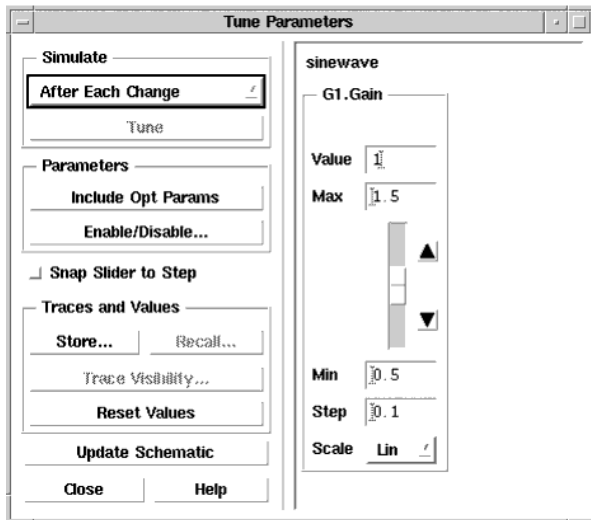 Tune Parameters
Simulate
After Each Change
Tune
Parameters
Include Opt Params
Enable/Disable...
Snap Slider to Step
Traces and Values
Store... Recall...
Trace Visibility...
Reset Values
Update Schematic
Close Help
sinewave
G1.Gain
Value 1
Max 1.5
Min 0.5
Step 0.1
Scale Lin